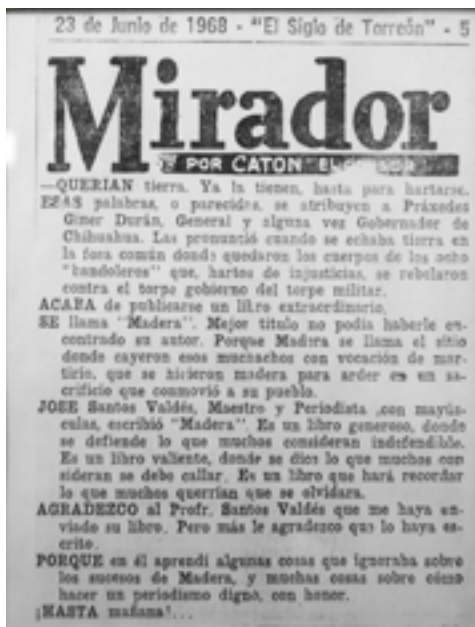 23 de Junio de 1968 - "El Siglo de Torreón" - 5
Mirador
POR CATON
—QUERIAN tierra. Ya la tienen, hasta para hartarse.
ESAS palabras, o parecidas, se atribuyen a Práxedes
Giner Durán, General y alguna vez Gobernador de
Chihuahua. Las pronunció cuando se echaba tierra en
la fosa común donde quedaron los cuerpos de los ocho
"bandoleros" que, hartos de injusticias, se rebelaron
contra el torpe gobierno del torpe militar.
ACABA de publicarse un libro extraordinario.
SE llama "Madera". Mejor título no podía haberle en-
contrado su autor. Porque Madera se llama el sitio
donde cayeron esos muchachos con vocación de mar-
tirio, que se hicieron madera para arder en un sa-
crificio que conmovió a su pueblo.
JOSE Santos Valdés, Maestro y Periodista ,con mayús-
culas, escribió "Madera". Es un libro generoso, donde
se defiende lo que muchos consideran indefendible.
Es un libro valiente, donde se dice lo que muchos con-
sideran se debe callar. Es un libro que hará recordar
lo que muchos querrían que se olvidara.
AGRADEZCO al Profr. Santos Valdés que me haya en-
viado su libro. Pero más le agradezco que lo haya es-
crito.
PORQUE en él aprendí algunas cosas que ignoraba sobre
los sucesos de Madera, y muchas cosas sobre cómo
hacer un periodismo digno, con honor.
¡HASTA mañana!...